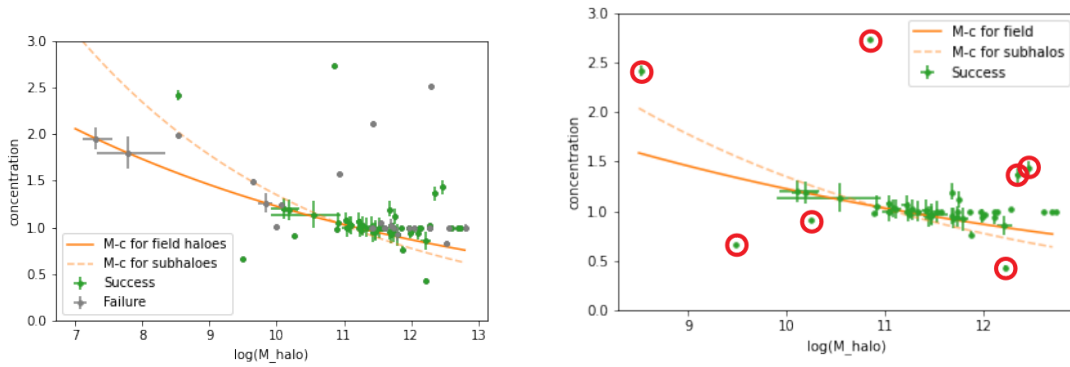 3.0
2.5
2.0
1.5
1.0
0.5
0.0
concentration
M-c for field haloes
M-c for subhaloes
Success
Failure
7 8 9 10 11 12 13
log(M_halo)
3.0
2.5
2.0
1.5
1.0
0.5
0.0
concentration
M-c for field
M-c for subhalos
Success
9 10 11 12
log(M_halo)